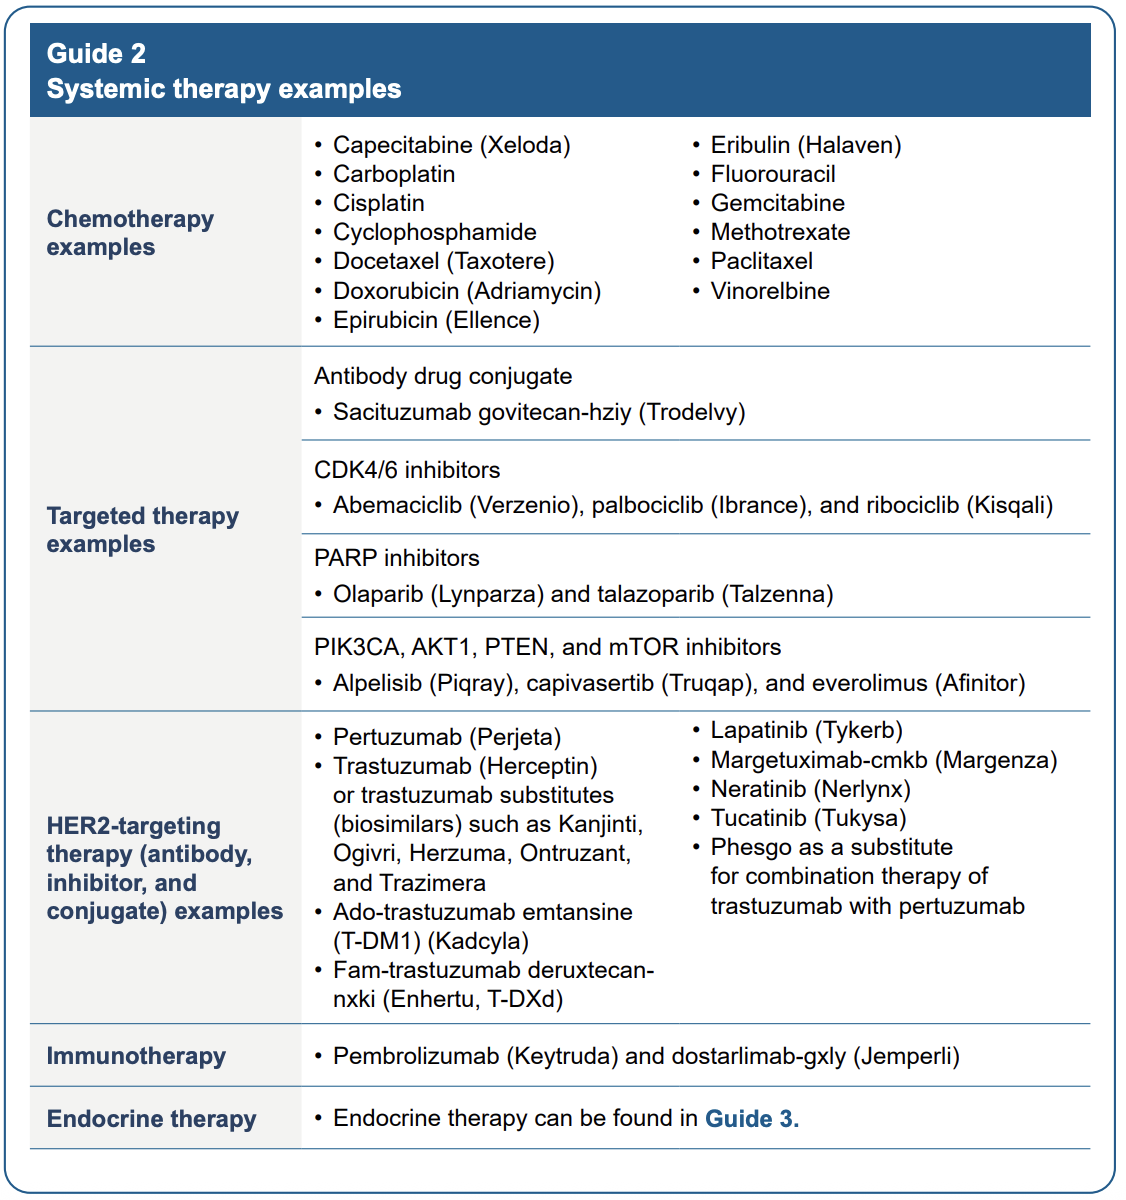 Guide 2
Systemic therapy examples
Chemotherapy
examples
• Capecitabine (Xeloda)
• Carboplatin
• Cisplatin
• Cyclophosphamide
• Docetaxel (Taxotere)
• Doxorubicin (Adriamycin)
• Epirubicin (Ellence)
• Eribulin (Halaven)
• Fluorouracil
• Gemcitabine
• Methotrexate
• Paclitaxel
• Vinorelbine
Targeted therapy
examples
Antibody drug conjugate
• Sacituzumab govitecan-hziy (Trodelvy)
CDK4/6 inhibitors
• Abemaciclib (Verzenio), palbociclib (Ibrance), and ribociclib (Kisqali)
PARP inhibitors
• Olaparib (Lynparza) and talazoparib (Talzenna)
PIK3CA, AKT1, PTEN, and mTOR inhibitors
• Alpelisib (Piqray), capivasertib (Truqap), and everolimus (Afinitor)
HER2-targeting
therapy (antibody,
inhibitor, and
conjugate) examples
• Pertuzumab (Perjeta)
• Trastuzumab (Herceptin)
or trastuzumab substitutes
(biosimilars) such as Kanjinti,
Ogivri, Herzuma, Ontruzant,
and Trazimera
• Ado-trastuzumab emtansine
(T-DM1) (Kadcyla)
• Fam-trastuzumab deruxtecan-
nxki (Enhertu, T-DXd)
• Lapatinib (Tykerb)
• Margetuximab-cmkb (Margenza)
• Neratinib (Nerlynx)
• Tucatinib (Tukysa)
• Phesgo as a substitute
for combination therapy of
trastuzumab with pertuzumab
Immunotherapy
• Pembrolizumab (Keytruda) and dostarlimab-gxly (Jemperli)
Endocrine therapy
• Endocrine therapy can be found in Guide 3.